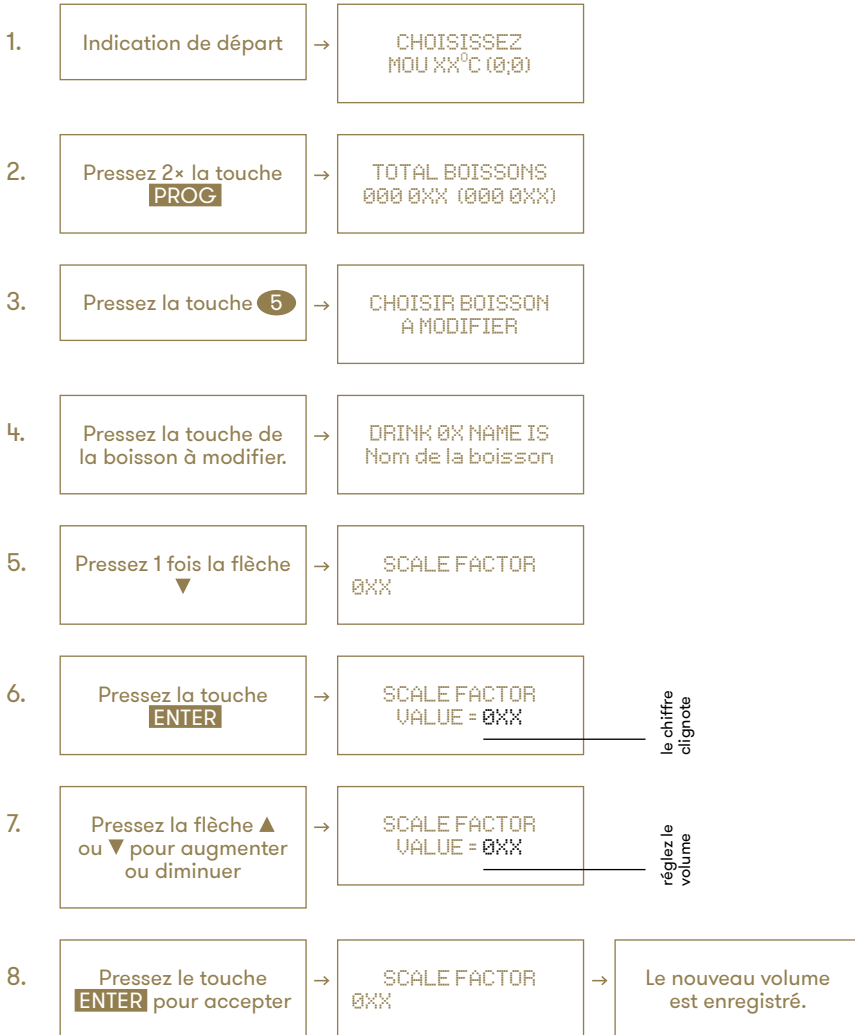 1.
Indication de départ
→
CHOISISSEZ
MOU XX°C (0;0)
2.
Pressez 2× la touche
PROG
→
TOTAL BOISSONS
000 0XX (000 0XX)
3.
Pressez la touche 5
→
CHOISIR BOISSON
A MODIFIER
4.
Pressez la touche de
la boisson à modifier.
→
DRINK 0X NAME IS
Nom de la boisson
5.
Pressez 1 fois la flèche
▼
→
SCALE FACTOR
0XX
6.
Pressez la touche
ENTER
→
SCALE FACTOR
VALUE = 0XX
le chiffre
clignote
7.
Pressez la flèche ▲
ou ▼ pour augmenter
ou diminuer
→
SCALE FACTOR
VALUE = 0XX
réglez le
volume
8.
Pressez le touche
ENTER pour accepter
→
SCALE FACTOR
0XX
→
Le nouveau volume
est enregistré.